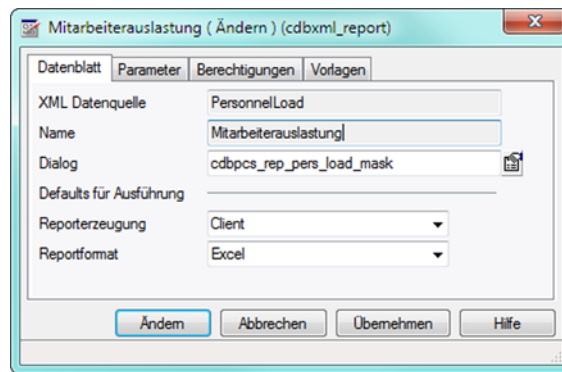 Mitarbeiterauslastung ( Ändern ) (cdbxml_report)
Datenblatt Parameter Berechtigungen Vorlagen
XML Datenquelle PersonnelLoad
Name Mitarbeiterauslastung
Dialog cdbpcs_rep_pers_load_mask
Defaults für Ausführung
Reporterzeugung Client
Reportformat Excel
Ändern Abbrechen Übernehmen Hilfe